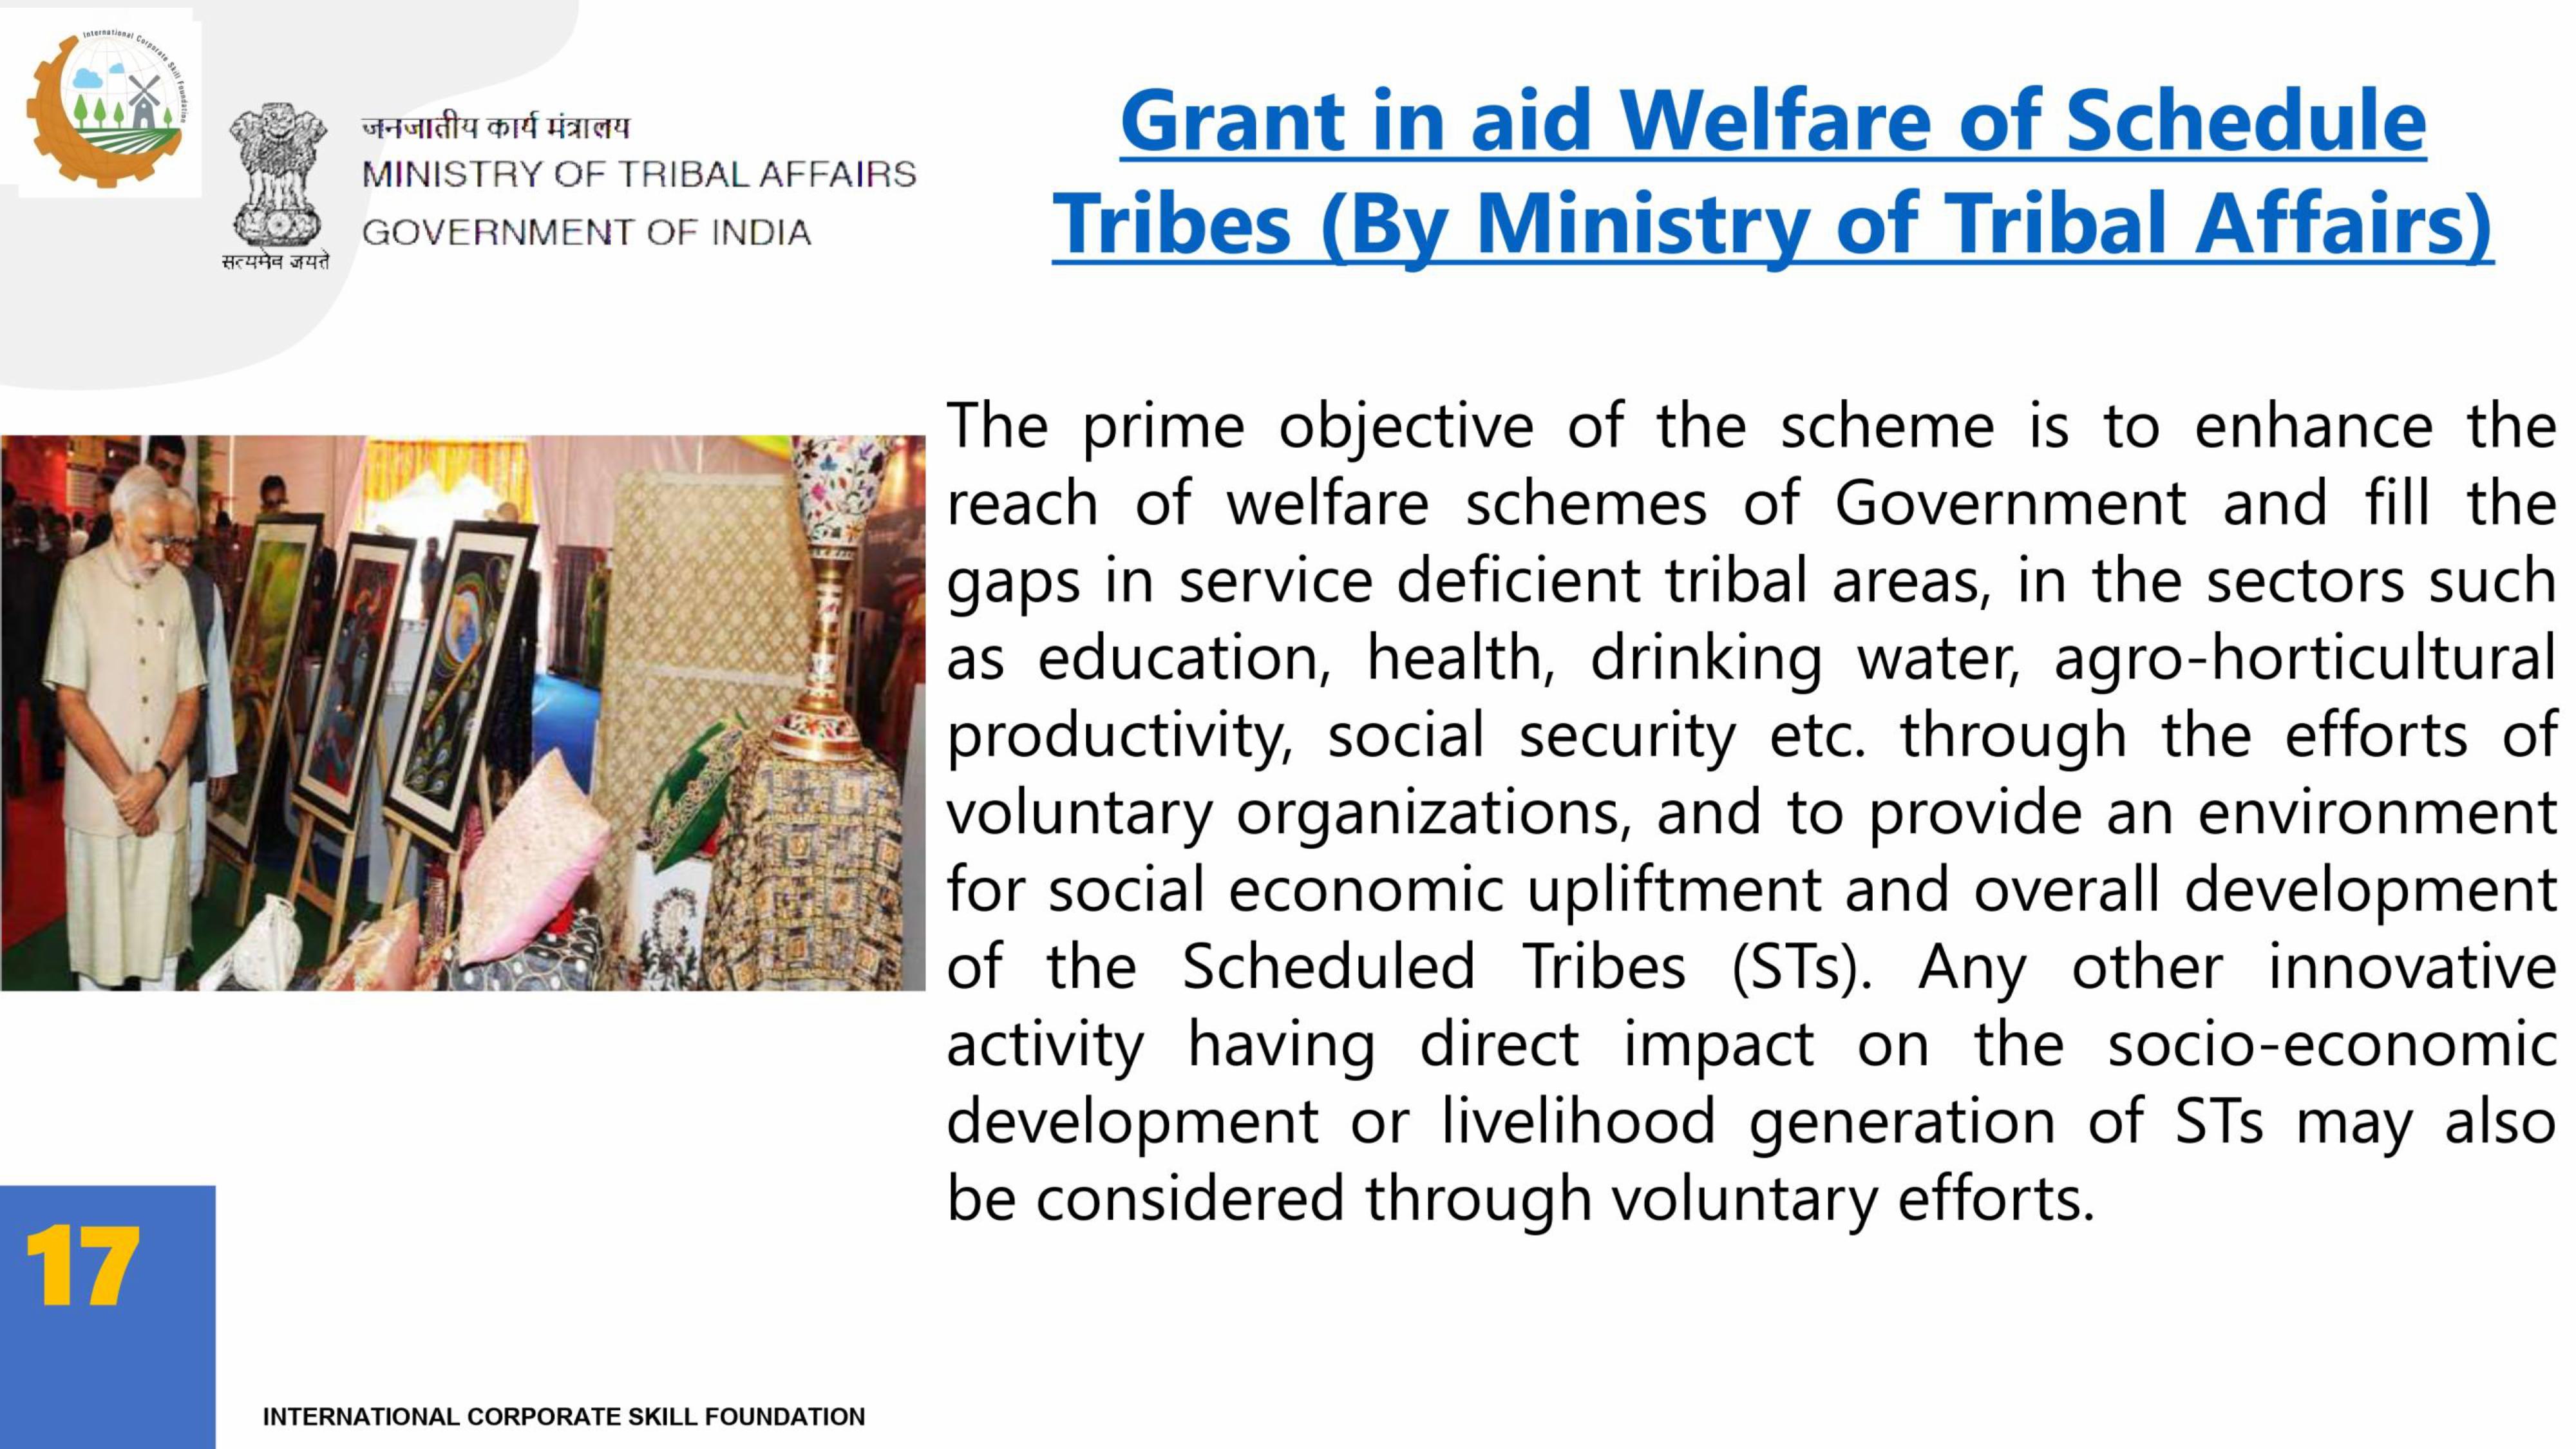 International Corporate Skill Foundation
जनजातीय कार्य मंत्रालय
MINISTRY OF TRIBAL AFFAIRS
GOVERNMENT OF INDIA
सत्यमेव जयते
Grant in aid Welfare of Schedule
Tribes (By Ministry of Tribal Affairs)
The prime objective of the scheme is to enhance the
reach of welfare schemes of Government and fill the
gaps in service deficient tribal areas, in the sectors such
as education, health, drinking water, agro-horticultural
productivity, social security etc. through the efforts of
voluntary organizations, and to provide an environment
for social economic upliftment and overall development
of the Scheduled Tribes (STs). Any other innovative
activity having direct impact on the socio-economic
development or livelihood generation of STs may also
be considered through voluntary efforts.
17
INTERNATIONAL CORPORATE SKILL FOUNDATION